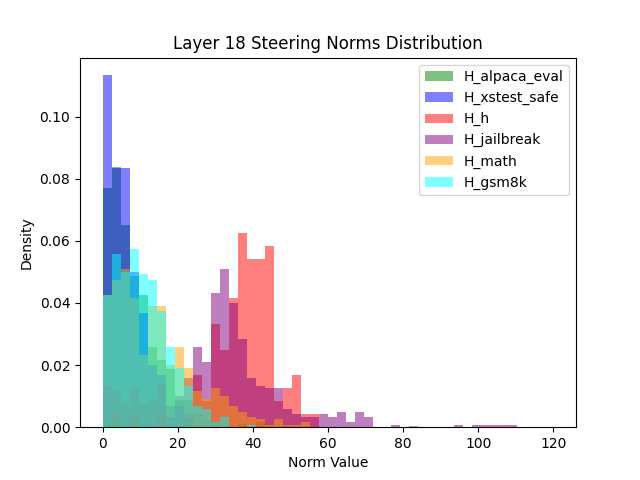 Layer 18 Steering Norms Distribution
H_alpaca_eval
H_xstest_safe
H_h
H_jailbreak
H_math
H_gsm8k
Density
0.10
0.08
0.06
0.04
0.02
0.00
0
20
40
60
80
100
120
Norm Value